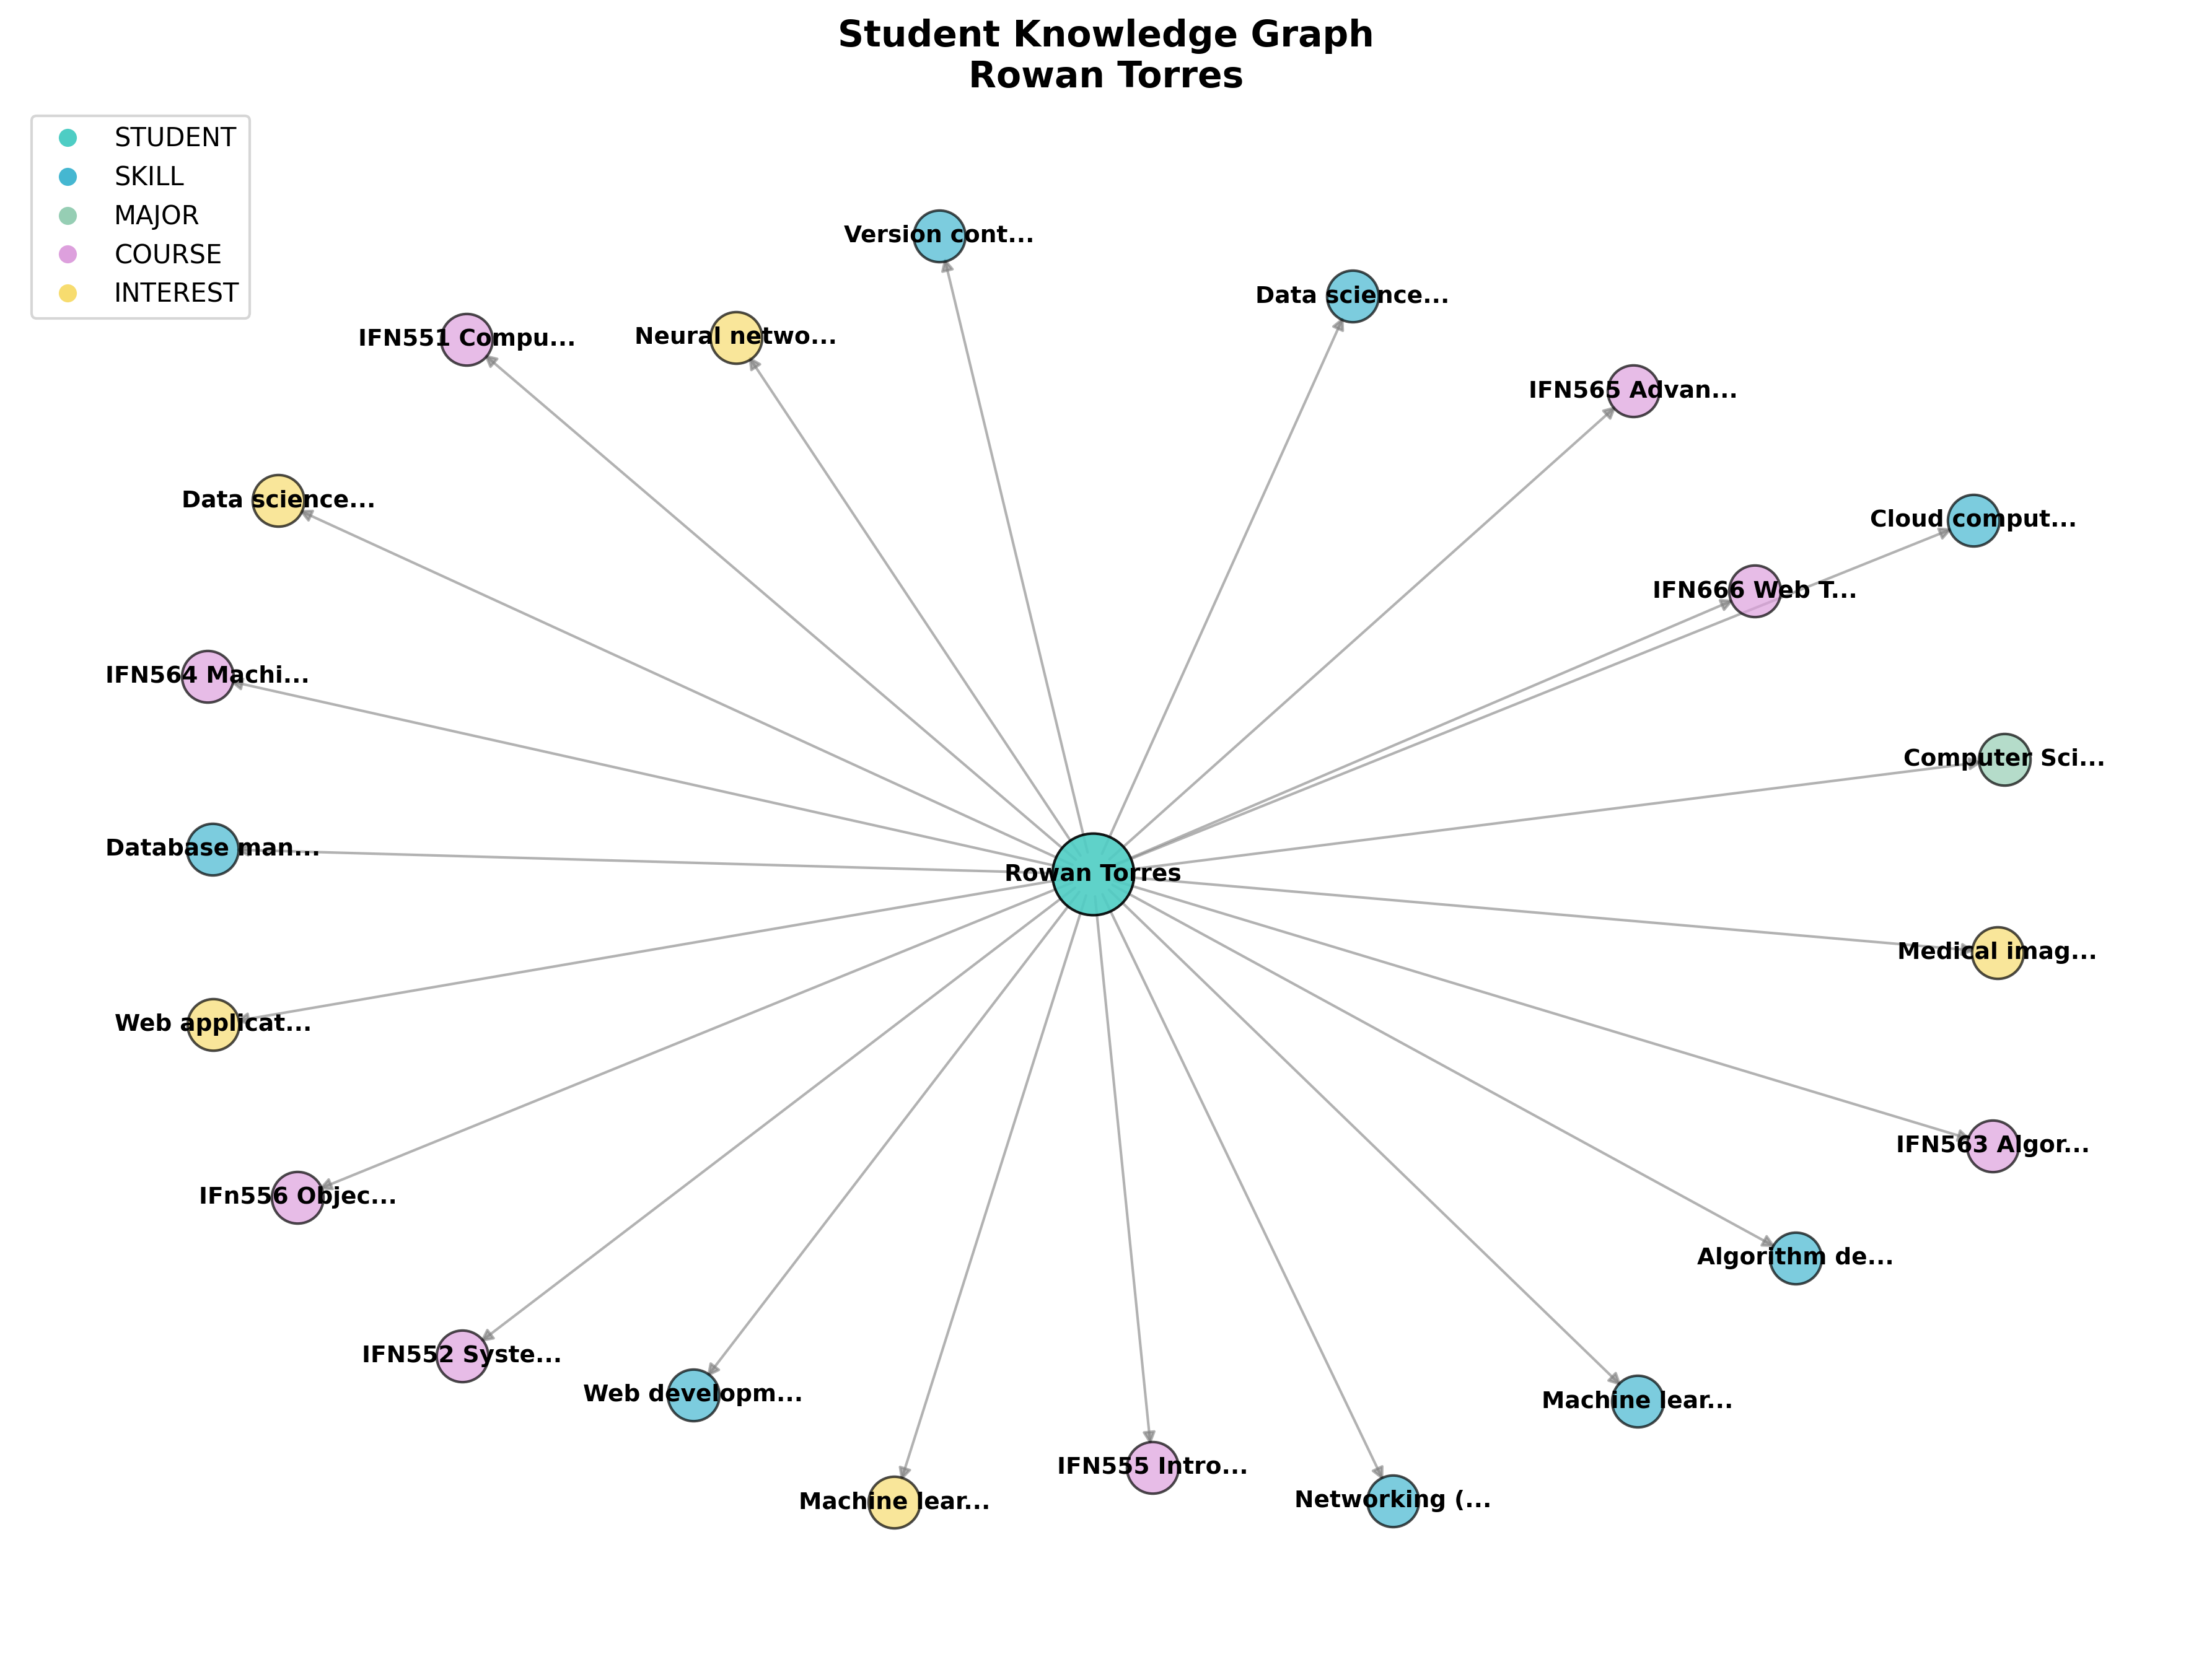 Student Knowledge Graph
Rowan Torres
STUDENT
SKILL
MAJOR
COURSE
INTEREST
Version cont...
Data science...
IFN551 Compu...
Neural netwo...
IFN565 Advan...
Data science...
Cloud comput...
IFN666 Web T...
IFN564 Machi...
Computer Sci...
Database man...
Rowan Torres
Medical imag...
Web applicat...
IFN563 Algor...
IFn556 Objec...
Algorithm de...
IFN552 Syste...
Web developm...
Machine lear...
IFN555 Intro...
Machine lear...
Networking (...